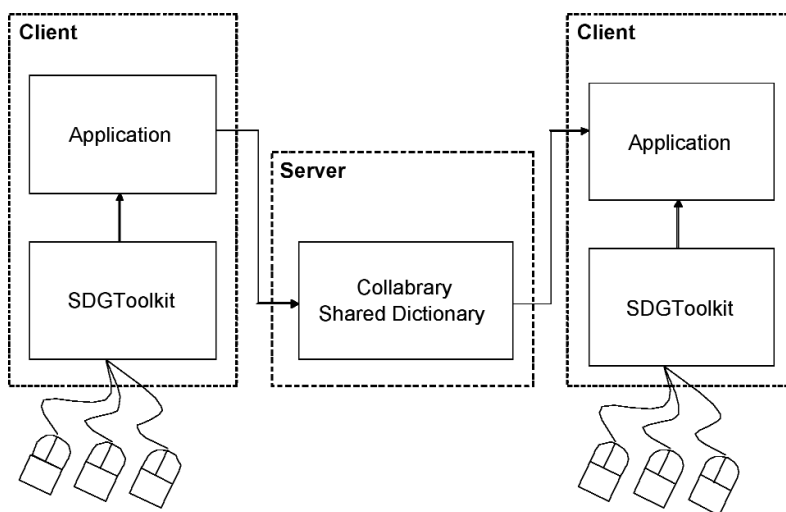 Client
Application
SDGToolkit
Server
Collabrary
Shared Dictionary
Client
Application
SDGToolkit